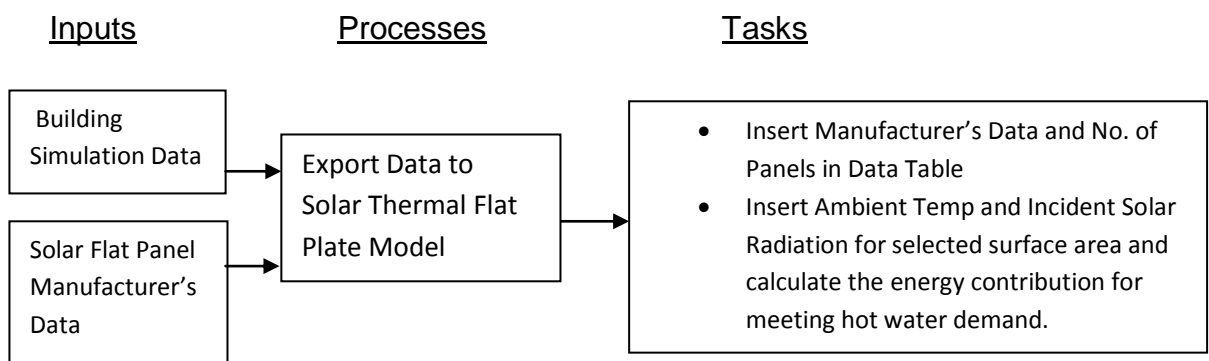 Inputs
Processes
Tasks
Building
Simulation Data
Solar Flat Panel
Manufacturer's
Data
Export Data to
Solar Thermal Flat
Plate Model
• Insert Manufacturer's Data and No. of
Panels in Data Table
• Insert Ambient Temp and Incident Solar
Radiation for selected surface area and
calculate the energy contribution for
meeting hot water demand.